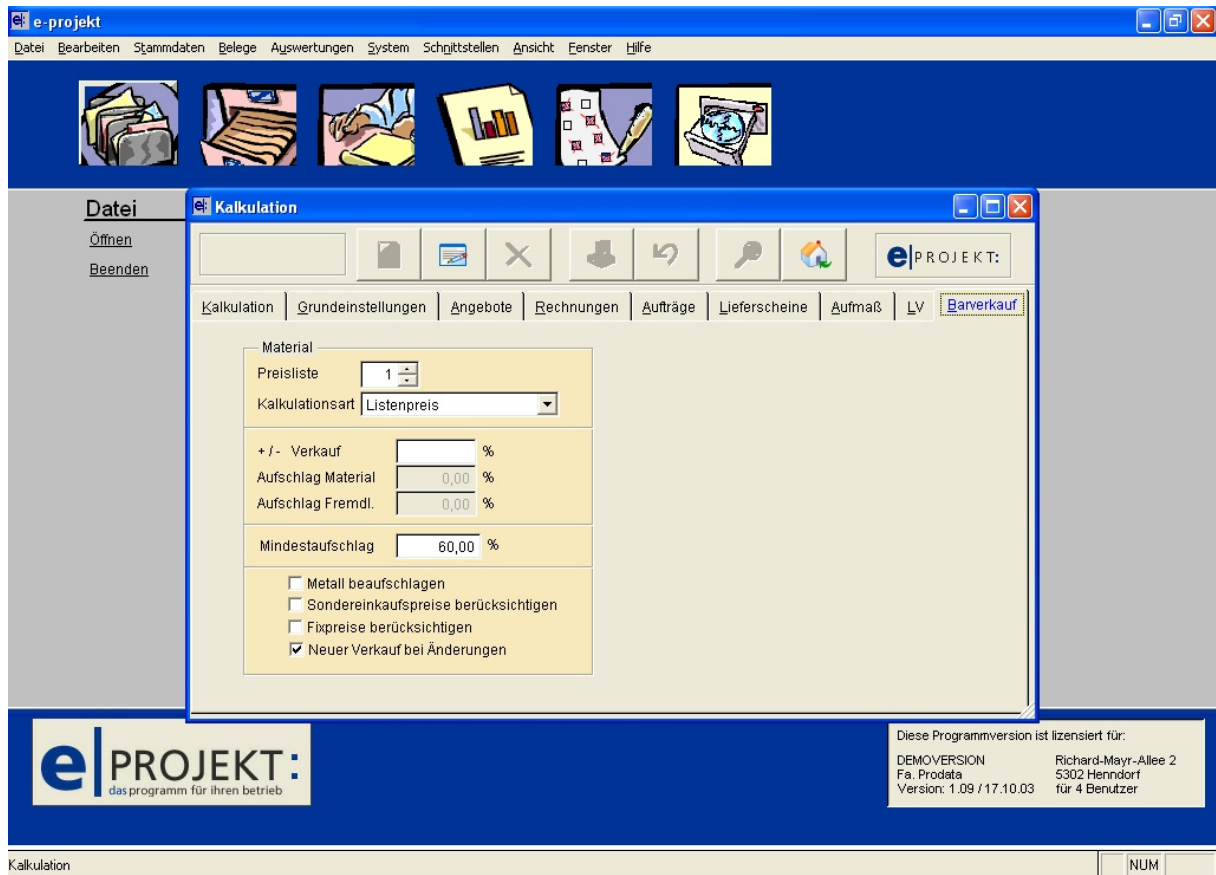 e-projekt
Datei Bearbeiten Stammdaten Belege Auswertungen System Schnittstellen Ansicht Fenster Hilfe
Datei
Öffnen
Beenden
Kalkulation
e PROJEKT:
Kalkulation Grundeinstellungen Angebote Rechnungen Aufträge Lieferscheine Aufmaß LV Barverkauf
Material
Preisliste 1
Kalkulationsart Listenpreis
+ / - Verkauf %
Aufschlag Material 0,00 %
Aufschlag Fremdl. 0,00 %
Mindestaufschlag 60,00 %
Metall beaufschlagen
Sondereinkaufspreise berücksichtigen
Fixpreise berücksichtigen
Neuer Verkauf bei Änderungen
e PROJEKT:
das programm für ihren betrieb
Diese Programmversion ist lizensiert für:
DEMOVERSION Richard-Mayr-Allee 2
Fa. Prodata 5302 Henndorf
Version: 1.09 / 17.10.03 für 4 Benutzer
Kalkulation NUM